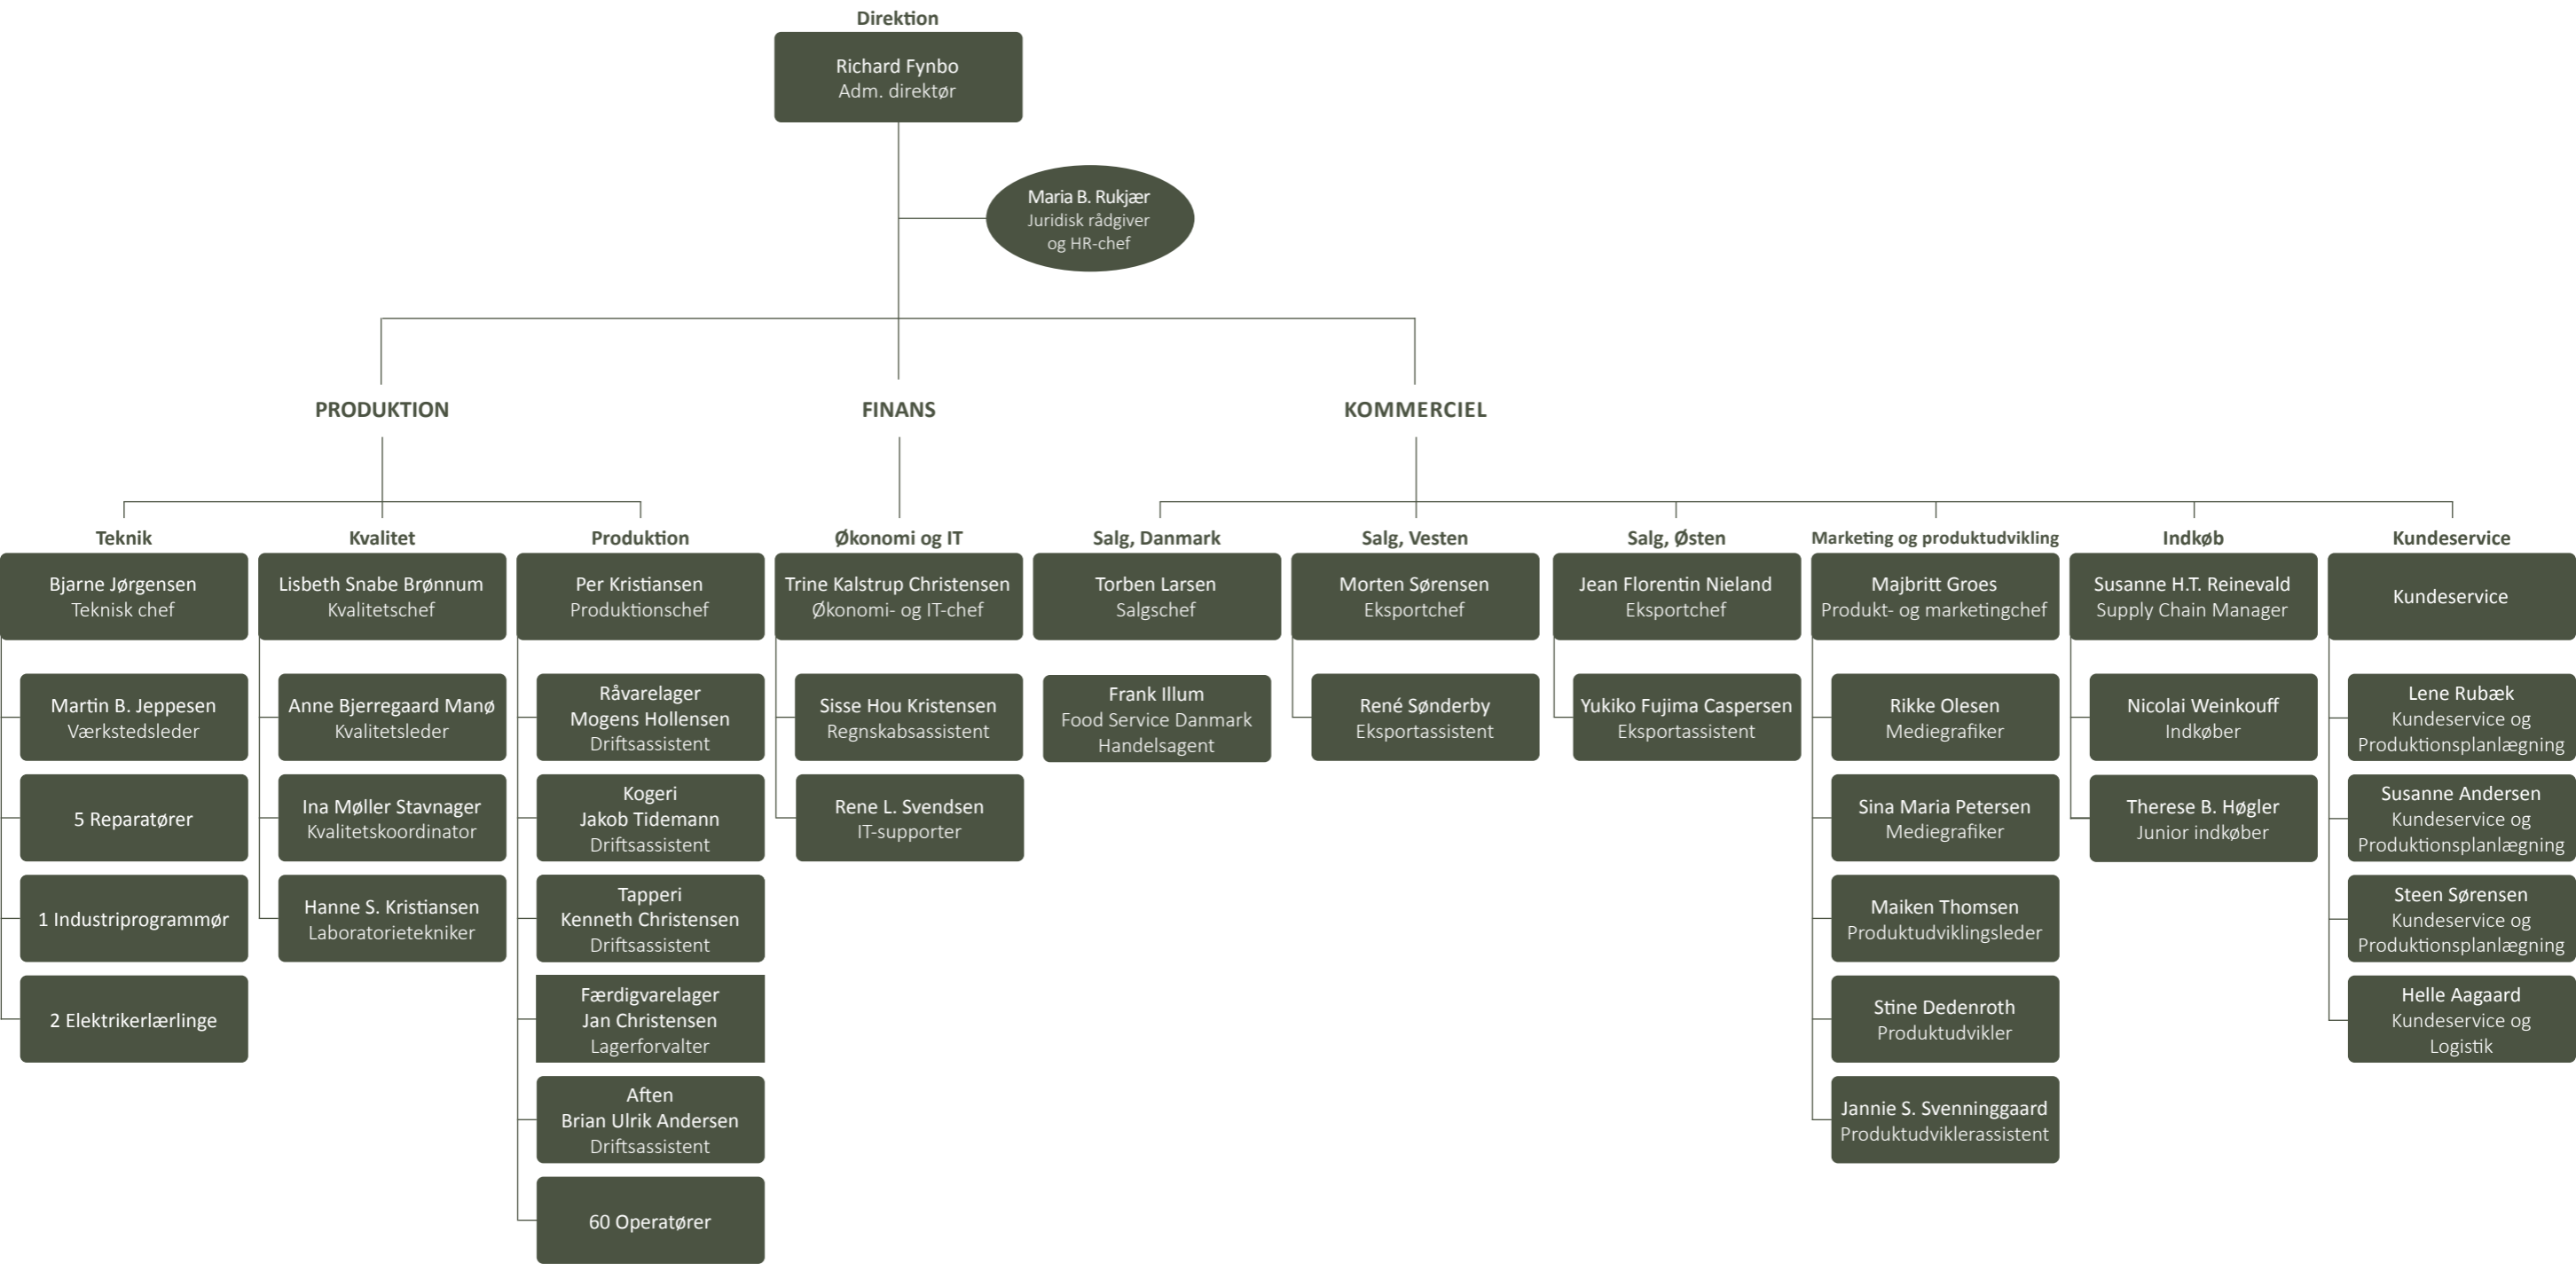 Direktion
Richard Fynbo
Adm. direktør
Maria B. Rukjær
Juridisk rådgiver
og HR-chef
PRODUKTION
FINANS
KOMMERCIEL
Teknik
Bjarne Jørgensen
Teknisk chef
Martin B. Jeppesen
Værkstedsleder
5 Reparatører
1 Industriprogrammør
2 Elektrikerlærlinge
Kvalitet
Lisbeth Snabe Brønnum
Kvalitetschef
Anne Bjerregaard Manø
Kvalitetsleder
Ina Møller Stavnager
Kvalitetskoordinator
Hanne S. Kristiansen
Laboratorietekniker
Produktion
Per Kristiansen
Produktionschef
Råvarelager
Mogens Hollensen
Driftsassistent
Kogeri
Jakob Tidemann
Driftsassistent
Tapperi
Kenneth Christensen
Driftsassistent
Færdigvarelager
Jan Christensen
Lagerforvalter
Aften
Brian Ulrik Andersen
Driftsassistent
60 Operatører
Økonomi og IT
Trine Kalstrup Christensen
Økonomi- og IT-chef
Sisse Hou Kristensen
Regnskabsassistent
Rene L. Svendsen
IT-supporter
Salg, Danmark
Torben Larsen
Salgschef
Frank Illum
Food Service Danmark
Handelsagent
Salg, Vesten
Morten Sørensen
Eksportchef
René Sønderby
Eksportassistent
Salg, Østen
Jean Florentin Nieland
Eksportchef
Yukiko Fujima Caspersen
Eksportassistent
Marketing og produktudvikling
Majbritt Groes
Produkt- og marketingchef
Rikke Olesen
Mediegrafiker
Sina Maria Petersen
Mediegrafiker
Maiken Thomsen
Produktudviklingsleder
Stine Dedenroth
Produktudvikler
Jannie S. Svenninggaard
Produktudviklerassistent
Indkøb
Susanne H.T. Reinevald
Supply Chain Manager
Nicolai Weinkouff
Indkøber
Therese B. Høgler
Junior indkøber
Kundeservice
Kundeservice
Lene Rubæk
Kundeservice og
Produktionsplanlægning
Susanne Andersen
Kundeservice og
Produktionsplanlægning
Steen Sørensen
Kundeservice og
Produktionsplanlægning
Helle Aagaard
Kundeservice og
Logistik